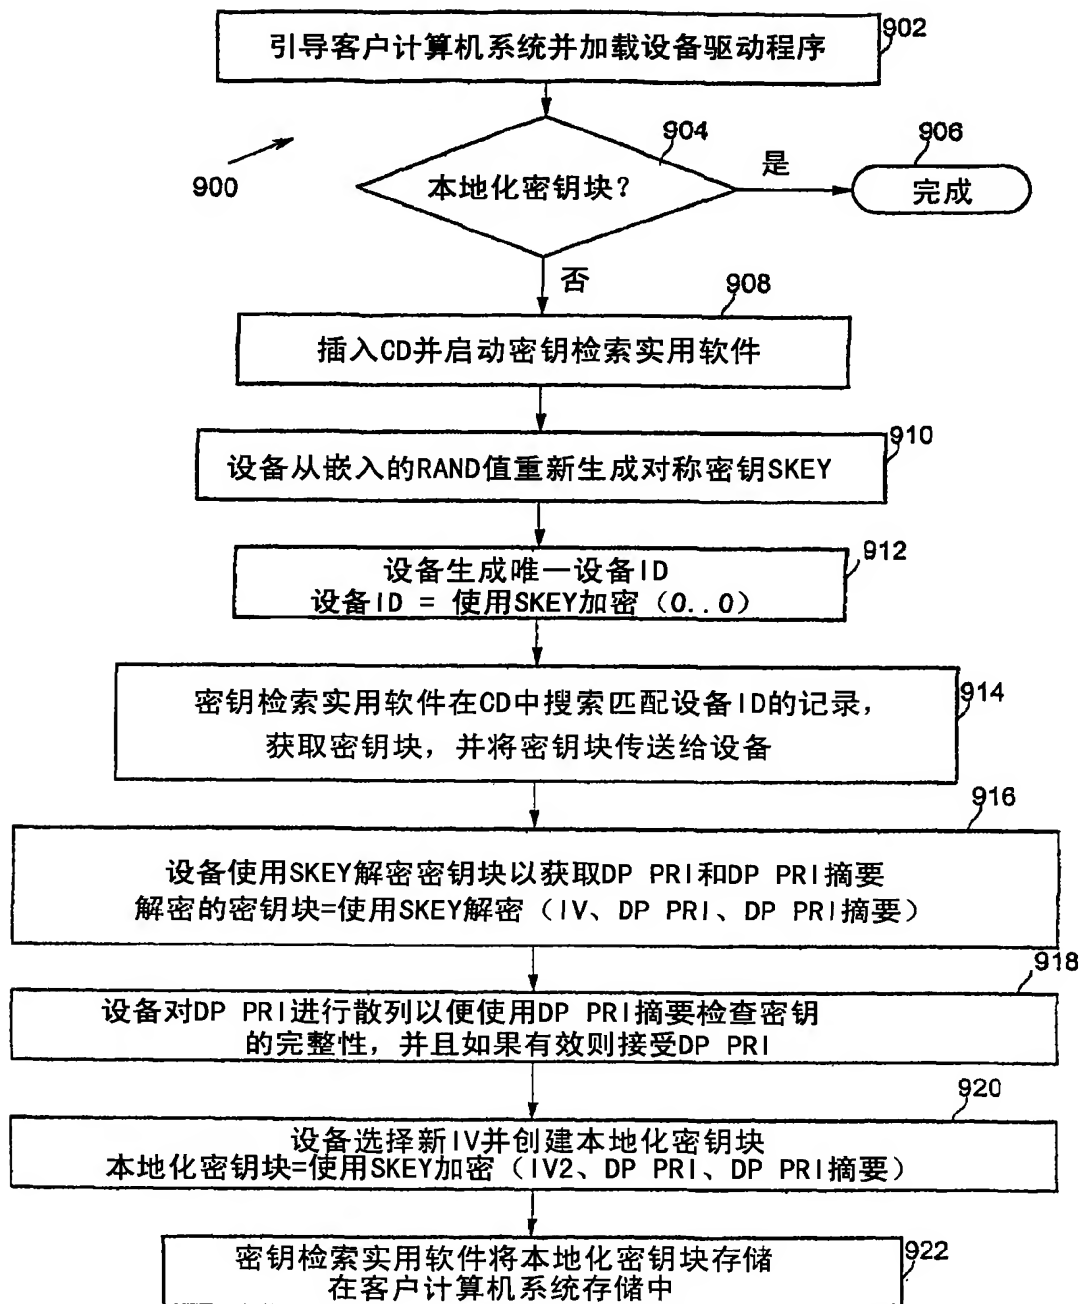 引导客户计算机系统并加载设备驱动程序
902
904
906
900
本地化密钥块？
是
完成
否
908
插入CD并启动密钥检索实用软件
910
设备从嵌入的RAND值重新生成对称密钥SKEY
912
设备生成唯一设备ID
设备ID = 使用SKEY加密（0..0）
914
密钥检索实用软件在CD中搜索匹配设备ID的记录，
获取密钥块，并将密钥块传送给设备
916
设备使用SKEY解密密钥块以获取DP PRI和DP PRI摘要
解密的密钥块=使用SKEY解密（IV、DP PRI、DP PRI摘要）
918
设备对DP PRI进行散列以便使用DP PRI摘要检查密钥
的完整性，并且如果有效则接受DP PRI
920
设备选择新IV并创建本地化密钥块
本地化密钥块=使用SKEY加密（IV2、DP PRI、DP PRI摘要）
922
密钥检索实用软件将本地化密钥块存储
在客户计算机系统存储中